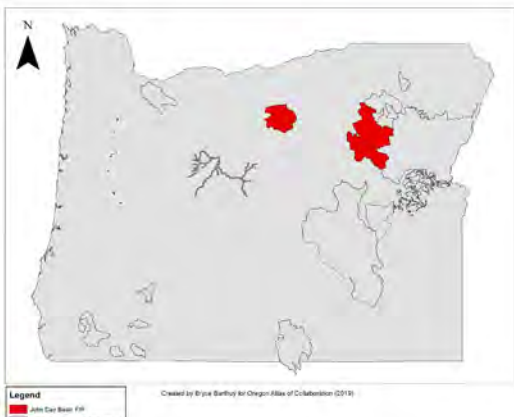 N
Legend
John Day Basin FIP
Created by Bryce Barthuly for Oregon Atlas of Collaboration (2019)